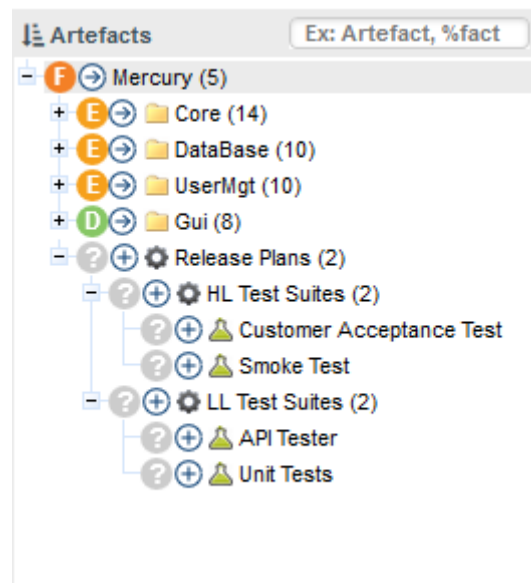 Artefacts Ex: Artefact, %fact
F Mercury (5)
E Core (14)
E DataBase (10)
E UserMgt (10)
D Gui (8)
? Release Plans (2)
? HL Test Suites (2)
? Customer Acceptance Test
? Smoke Test
? LL Test Suites (2)
? API Tester
? Unit Tests